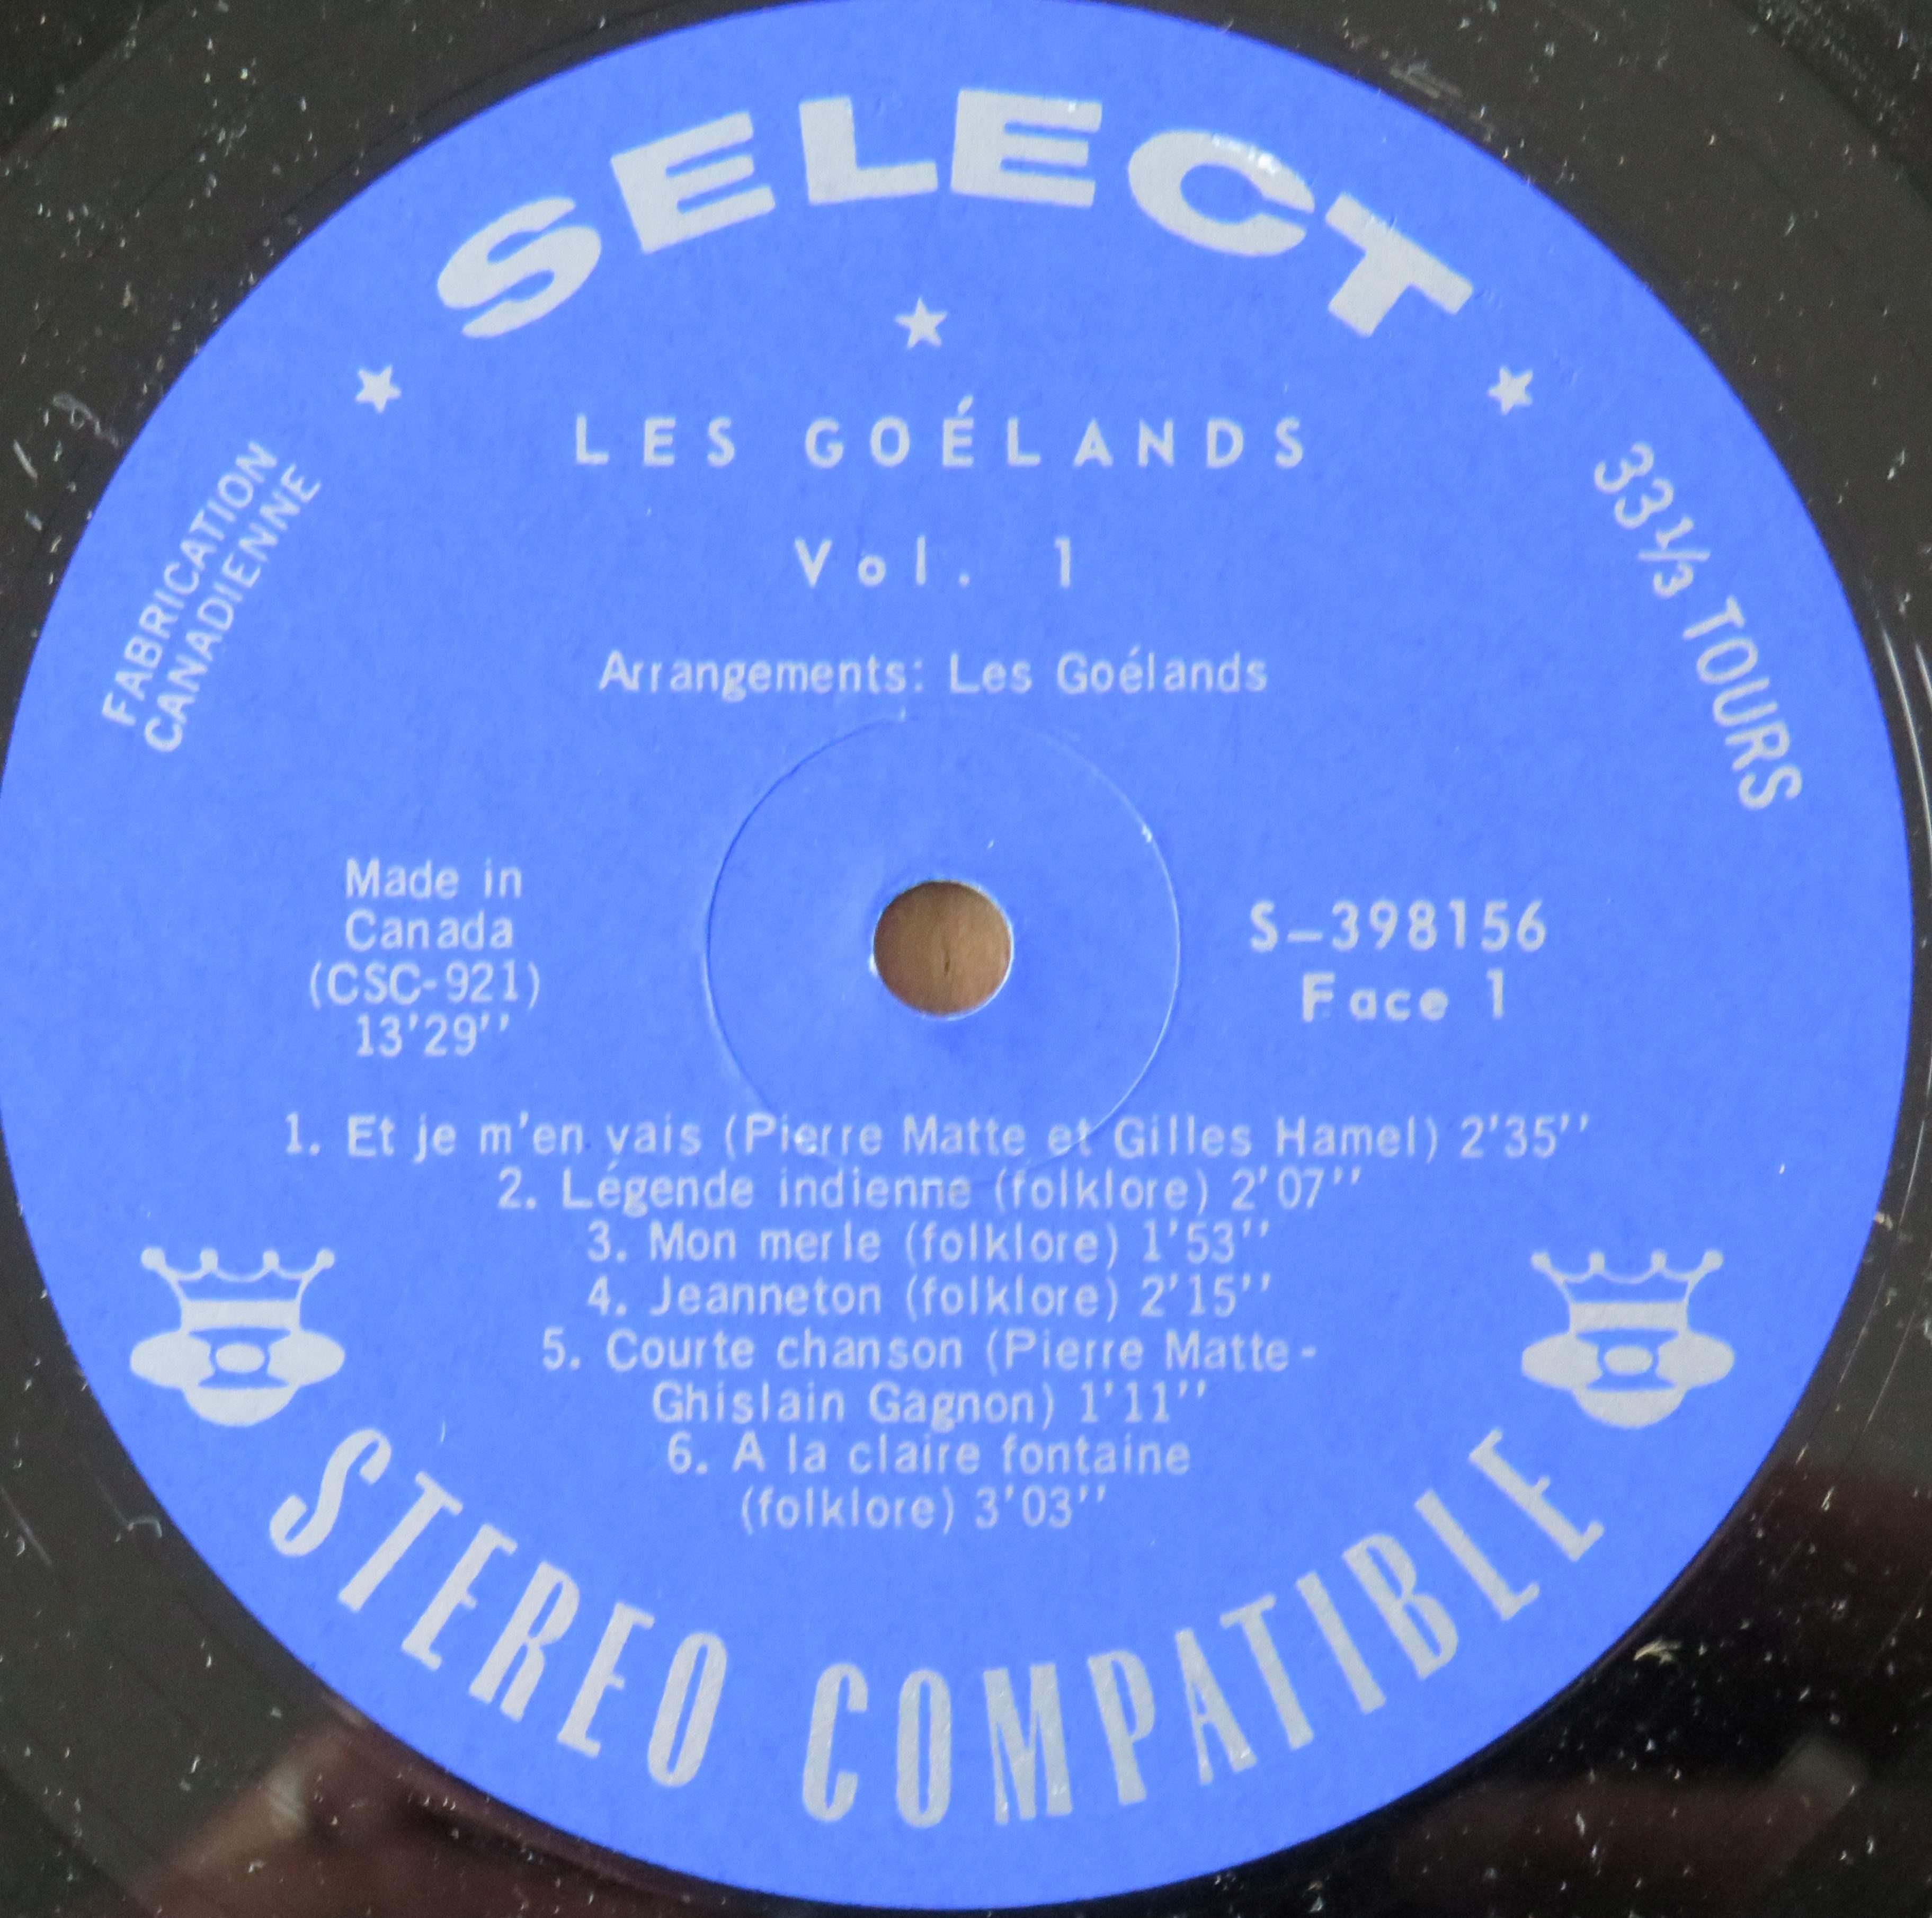 SELECT
LES GOÉLANDS
Vol. 1
Arrangements: Les Goélands
FABRICATION
CANADIENNE
33 1/3 TOURS
Made in
Canada
(CSC-921)
13'29''
S-398156
Face 1
1. Et je m'en vais (Pierre Matte et Gilles Hamel) 2'35''
2. Légende indienne (folklore) 2'07''
3. Mon merle (folklore) 1'53''
4. Jeanneton (folklore) 2'15''
5. Courte chanson (Pierre Matte-
Ghislain Gagnon) 1'11''
6. A la claire fontaine
(folklore) 3'03''
STEREO COMPATIBLE